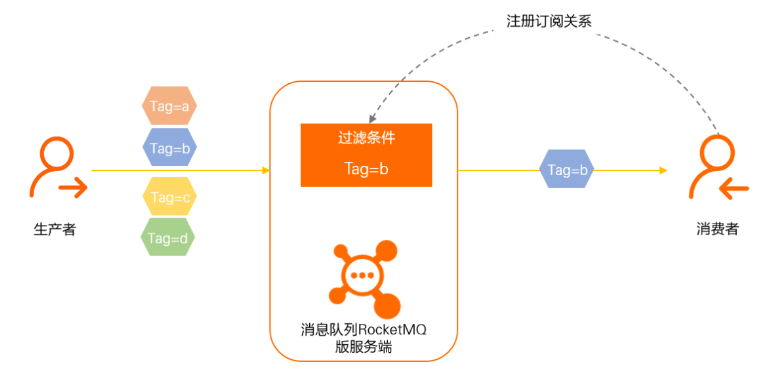 注册订阅关系
Tag=a
Tag=b
Tag=c
Tag=d
生产者
过滤条件
Tag=b
消息队列RocketMQ
版服务端
Tag=b
消费者